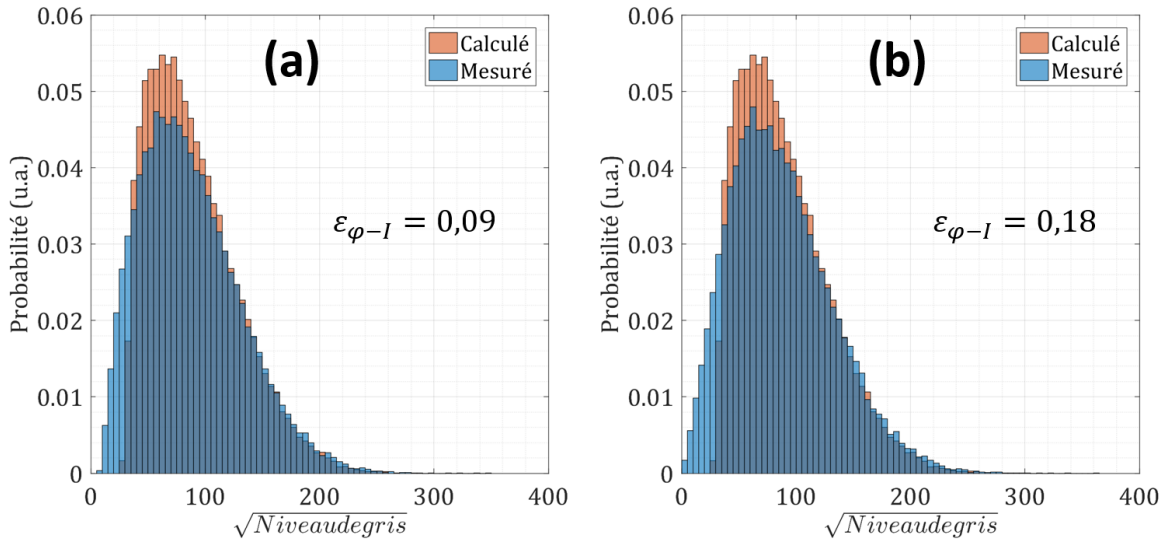 (a)
Calculé
Mesuré
ε_{φ−I} = 0,09
Probabilité (u.a.)
0.06
0.05
0.04
0.03
0.02
0.01
0
0 100 200 300 400
√Niveaudegris
(b)
Calculé
Mesuré
ε_{φ−I} = 0,18
Probabilité (u.a.)
0.06
0.05
0.04
0.03
0.02
0.01
0
0 100 200 300 400
√Niveaudegris